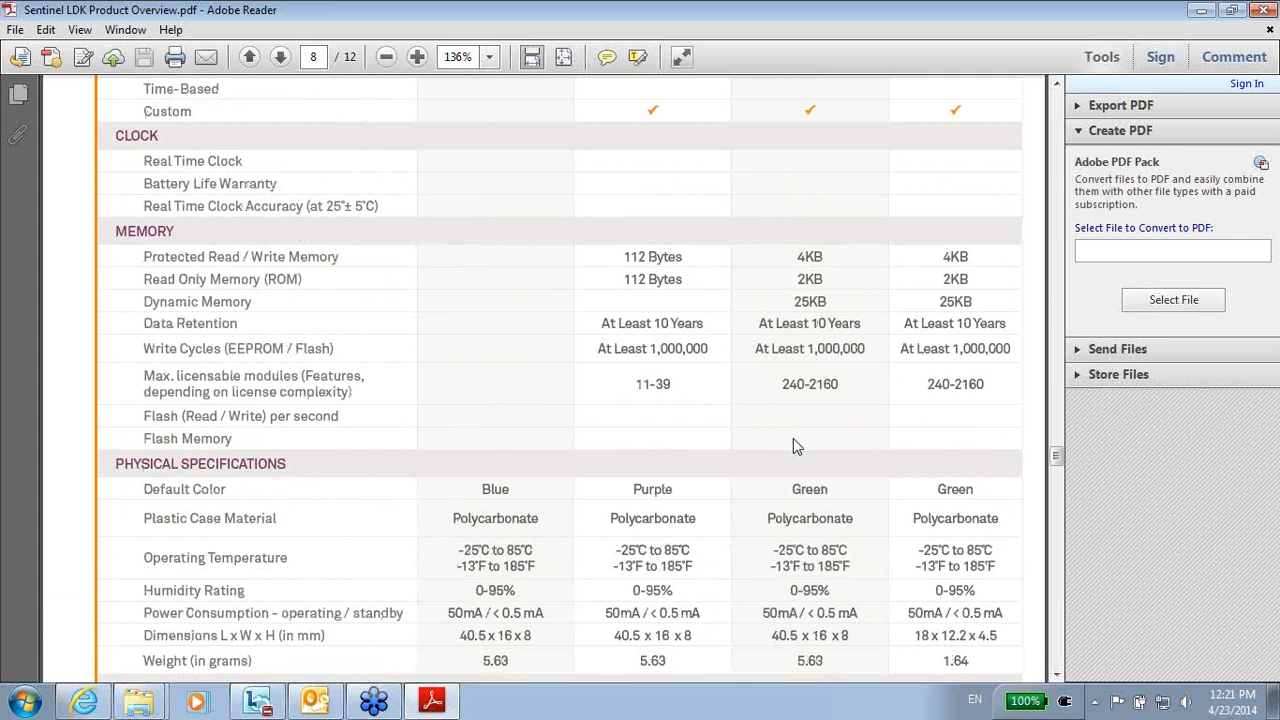 Sentinel LDK Product Overview.pdf - Adobe Reader
File Edit View Window Help
8 / 12 136% Tools Sign Comment
Sign In
Time-Based
Custom ✓ ✓ ✓
CLOCK
Real Time Clock
Battery Life Warranty
Real Time Clock Accuracy (at 25°± 5°C)
MEMORY
Protected Read / Write Memory 112 Bytes 4KB 4KB
Read Only Memory (ROM) 112 Bytes 2KB 2KB
Dynamic Memory 25KB 25KB
Data Retention At Least 10 Years At Least 10 Years At Least 10 Years
Write Cycles (EEPROM / Flash) At Least 1,000,000 At Least 1,000,000 At Least 1,000,000
Max. licensable modules (Features,
depending on license complexity) 11-39 240-2160 240-2160
Flash (Read / Write) per second
Flash Memory
PHYSICAL SPECIFICATIONS
Default Color Blue Purple Green Green
Plastic Case Material Polycarbonate Polycarbonate Polycarbonate Polycarbonate
Operating Temperature -25°C to 85°C -25°C to 85°C -25°C to 85°C -25°C to 85°C
-13°F to 185°F -13°F to 185°F -13°F to 185°F -13°F to 185°F
Humidity Rating 0-95% 0-95% 0-95% 0-95%
Power Consumption - operating / standby 50mA / < 0.5 mA 50mA / < 0.5 mA 50mA / < 0.5 mA 50mA / < 0.5 mA
Dimensions L x W x H (in mm) 40.5 x 16 x 8 40.5 x 16 x 8 40.5 x 16 x 8 18 x 12.2 x 4.5
Weight (in grams) 5.63 5.63 5.63 1.64
Export PDF
Create PDF
Adobe PDF Pack
Convert files to PDF and easily combine
them with other file types with a paid
subscription.
Select File to Convert to PDF:
Select File
Send Files
Store Files
EN 100% 12:21 PM
4/23/2014